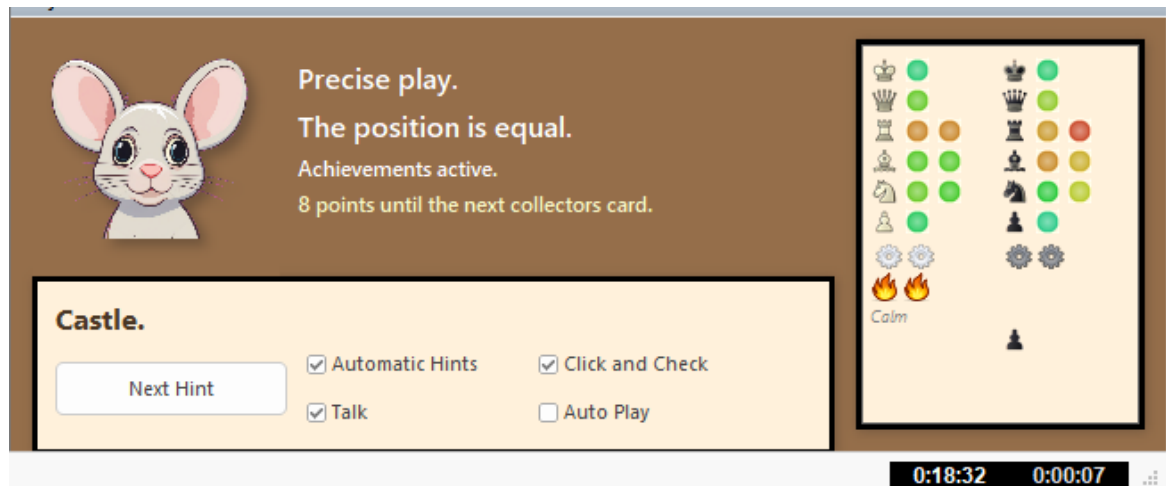 Precise play.
The position is equal.
Achievements active.
8 points until the next collectors card.
Calm
Castle.
Next Hint
Automatic Hints
Click and Check
Talk
Auto Play
0:18:32 0:00:07